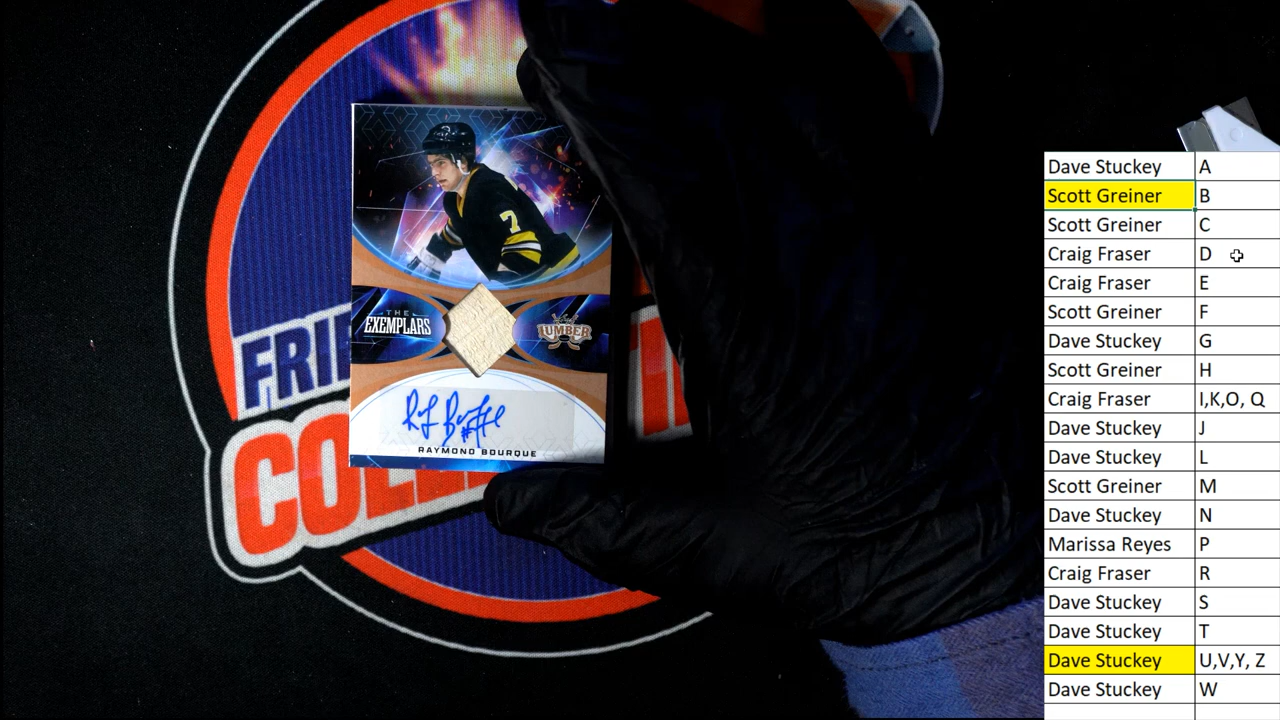 7
THE
EXEMPLARS
LUMBER
RAYMOND BOURQUE
FRIE
COLLE
Dave Stuckey A
Scott Greiner B
Scott Greiner C
Craig Fraser D
Craig Fraser E
Scott Greiner F
Dave Stuckey G
Scott Greiner H
Craig Fraser I,K,O, Q
Dave Stuckey J
Dave Stuckey L
Scott Greiner M
Dave Stuckey N
Marissa Reyes P
Craig Fraser R
Dave Stuckey S
Dave Stuckey T
Dave Stuckey U,V,Y, Z
Dave Stuckey W